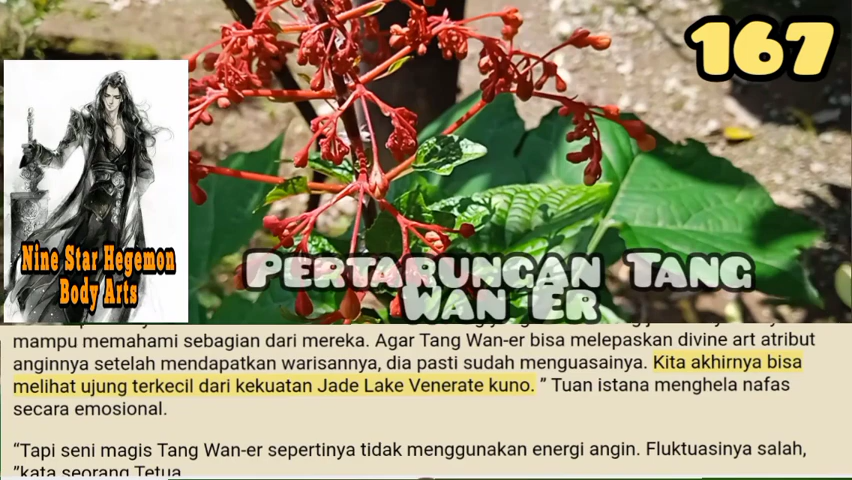 167
Nine Star Hegemon
Body Arts
Pertarungan Tang
Wan Er
mampu memahami sebagian dari mereka. Agar Tang Wan-er bisa melepaskan divine art atribut
anginnya setelah mendapatkan warisannya, dia pasti sudah menguasainya. Kita akhirnya bisa
melihat ujung terkecil dari kekuatan Jade Lake Venerate kuno. ” Tuan istana menghela nafas
secara emosional.
“Tapi seni magis Tang Wan-er sepertinya tidak menggunakan energi angin. Fluktuasinya salah,
”kata seorang Tetua